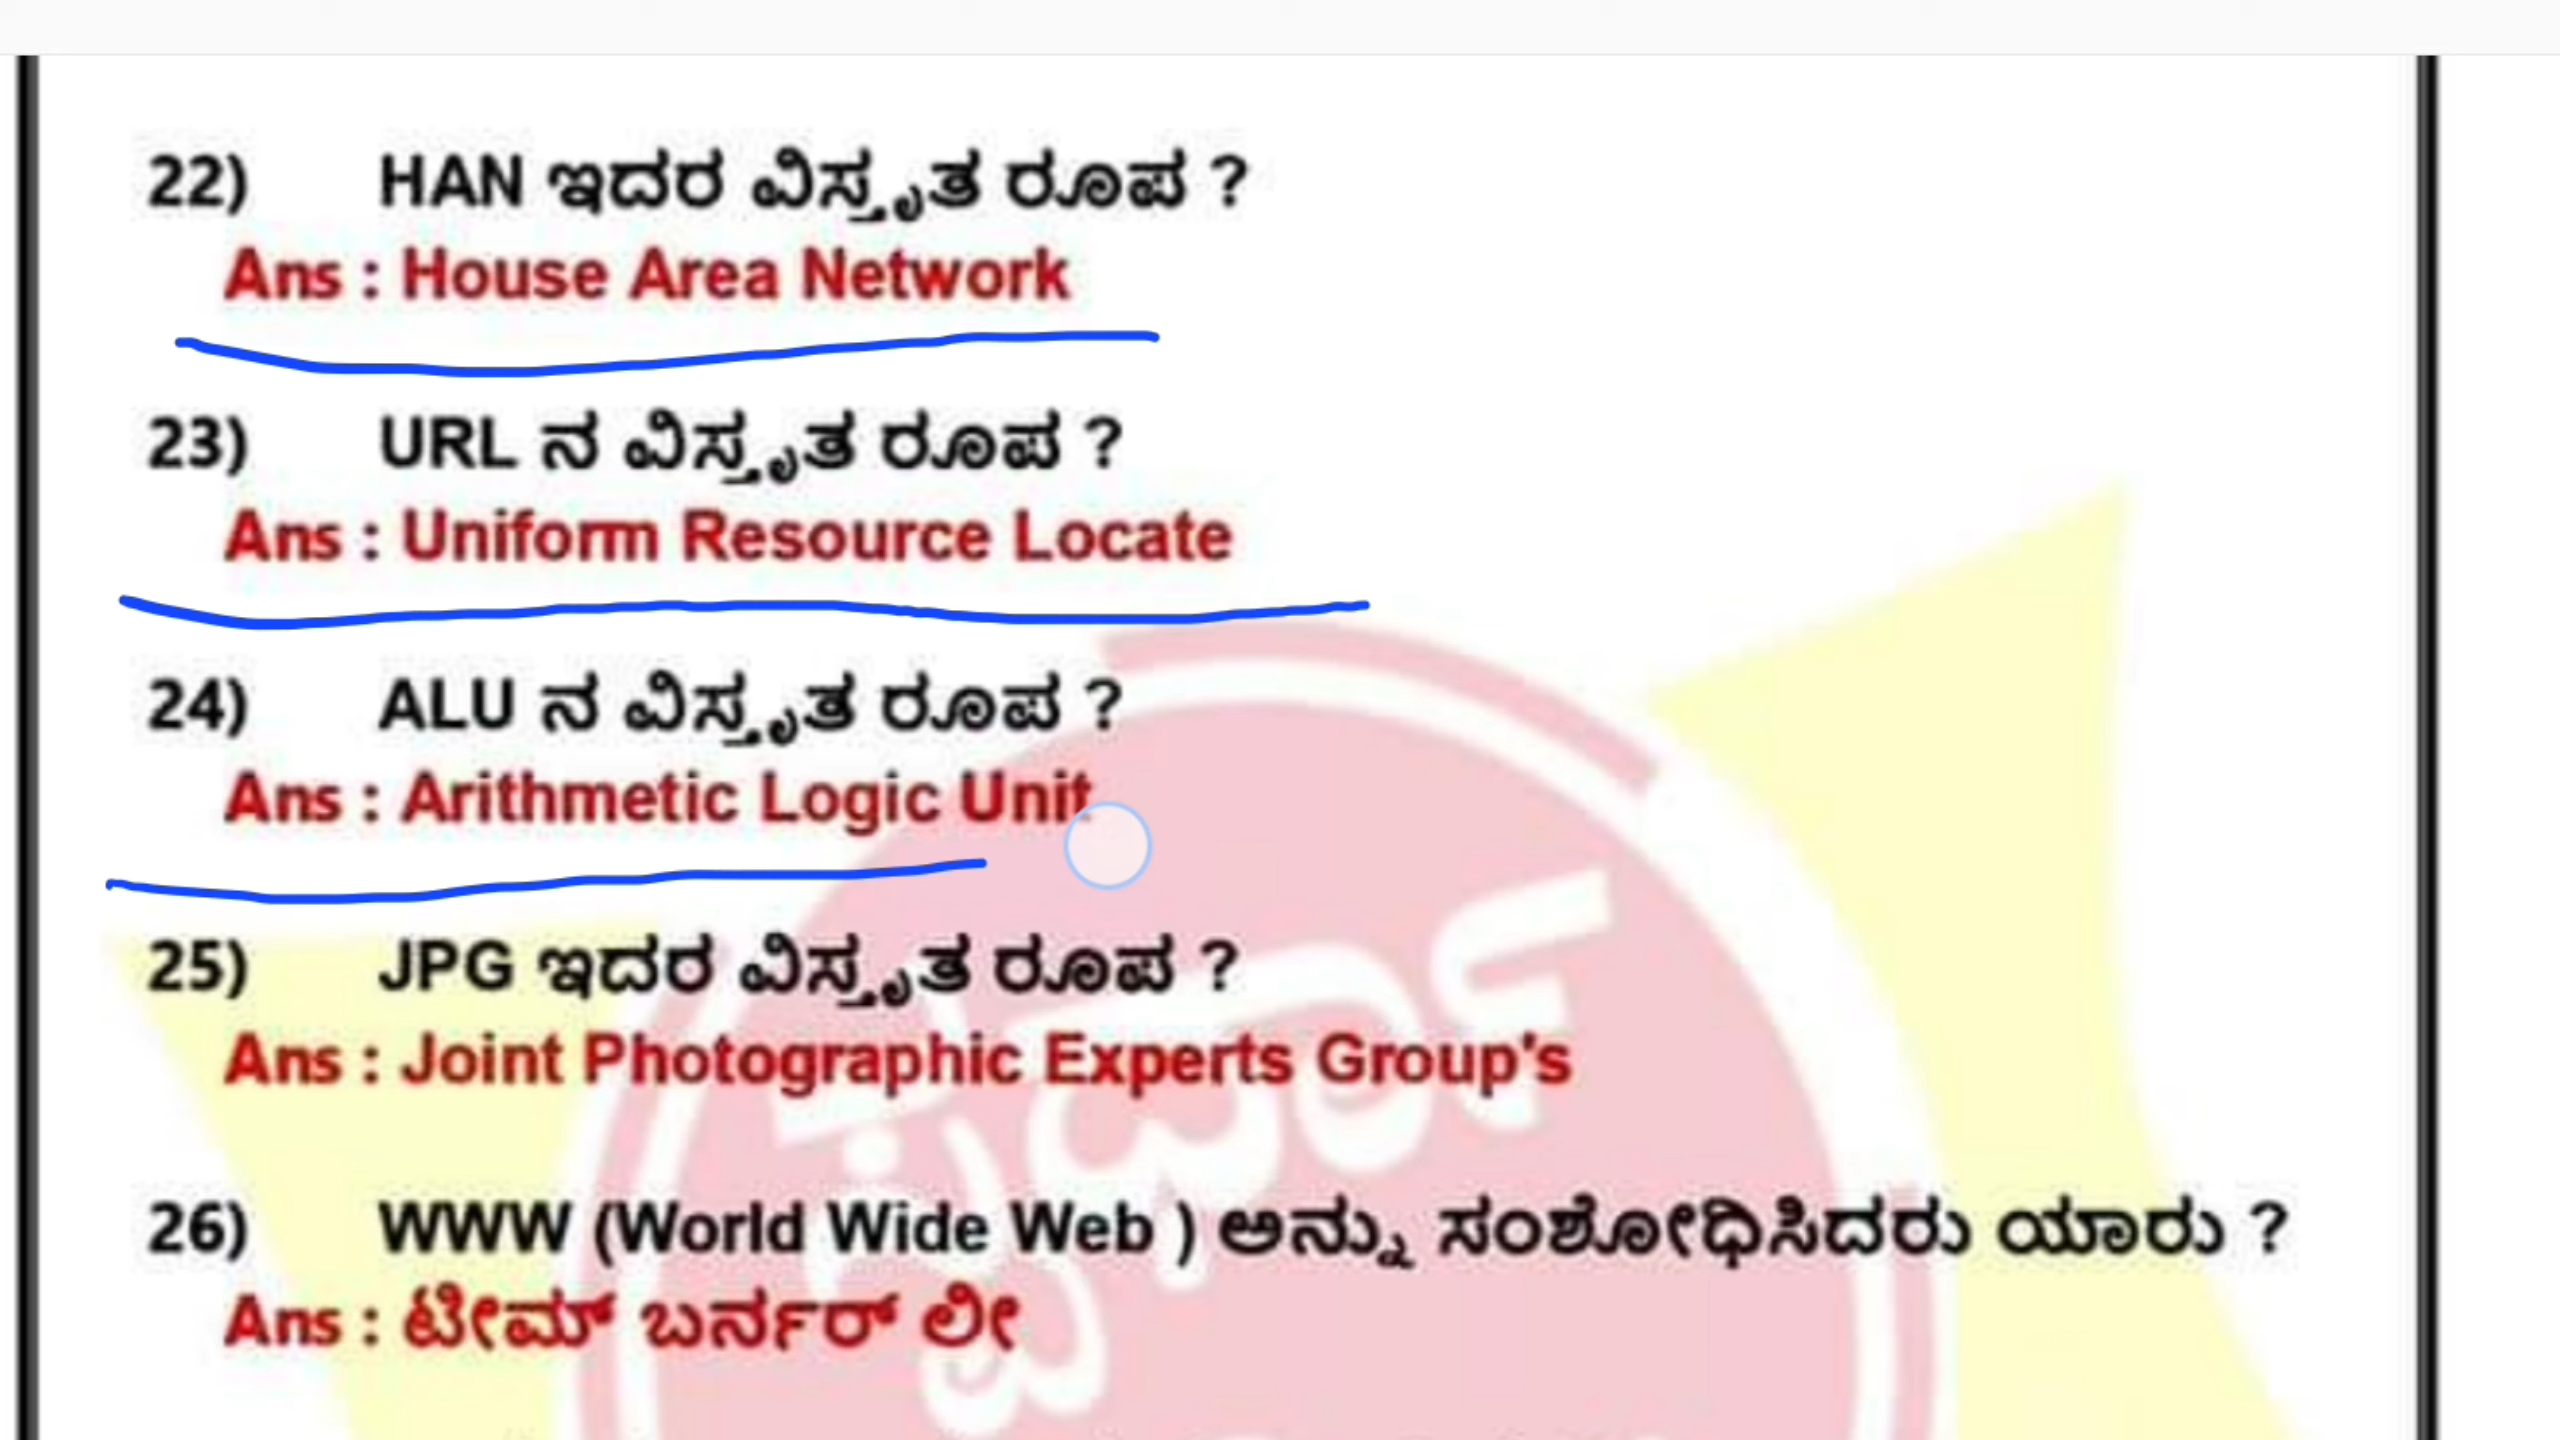 22) HAN ಇದರ ವಿಸ್ತೃತ ರೂಪ ?
Ans : House Area Network
23) URL ನ ವಿಸ್ತೃತ ರೂಪ ?
Ans : Uniform Resource Locate
24) ALU ನ ವಿಸ್ತೃತ ರೂಪ ?
Ans : Arithmetic Logic Unit
25) JPG ಇದರ ವಿಸ್ತೃತ ರೂಪ ?
Ans : Joint Photographic Experts Group's
26) WWW (World Wide Web ) ಅನ್ನು ಸಂಶೋಧಿಸಿದರು ಯಾರು ?
Ans : ಟೀಮ್ ಬರ್ನರ್ ಲೀ